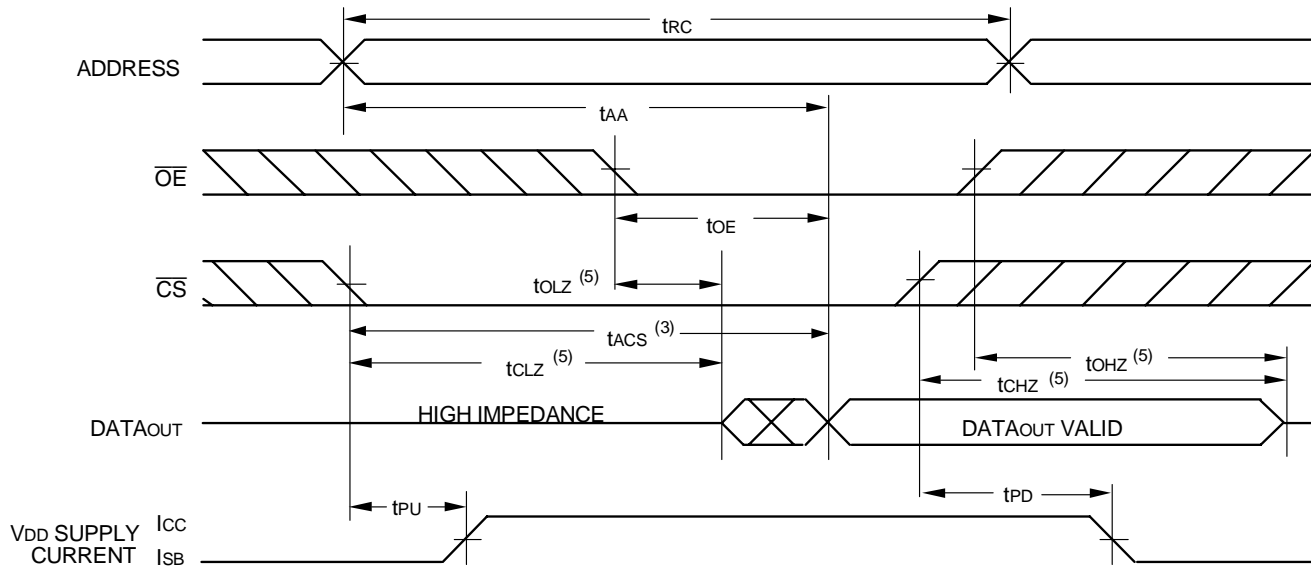 tRC
ADDRESS
tAA
OE
tOE
CS
tOLZ (5)
tACS (3)
tCLZ (5)
tOHZ (5)
tCHZ (5)
HIGH IMPEDANCE
DATAOUT
DATAOUT VALID
tPU
tPD
VDD SUPPLY ICC
CURRENT ISB